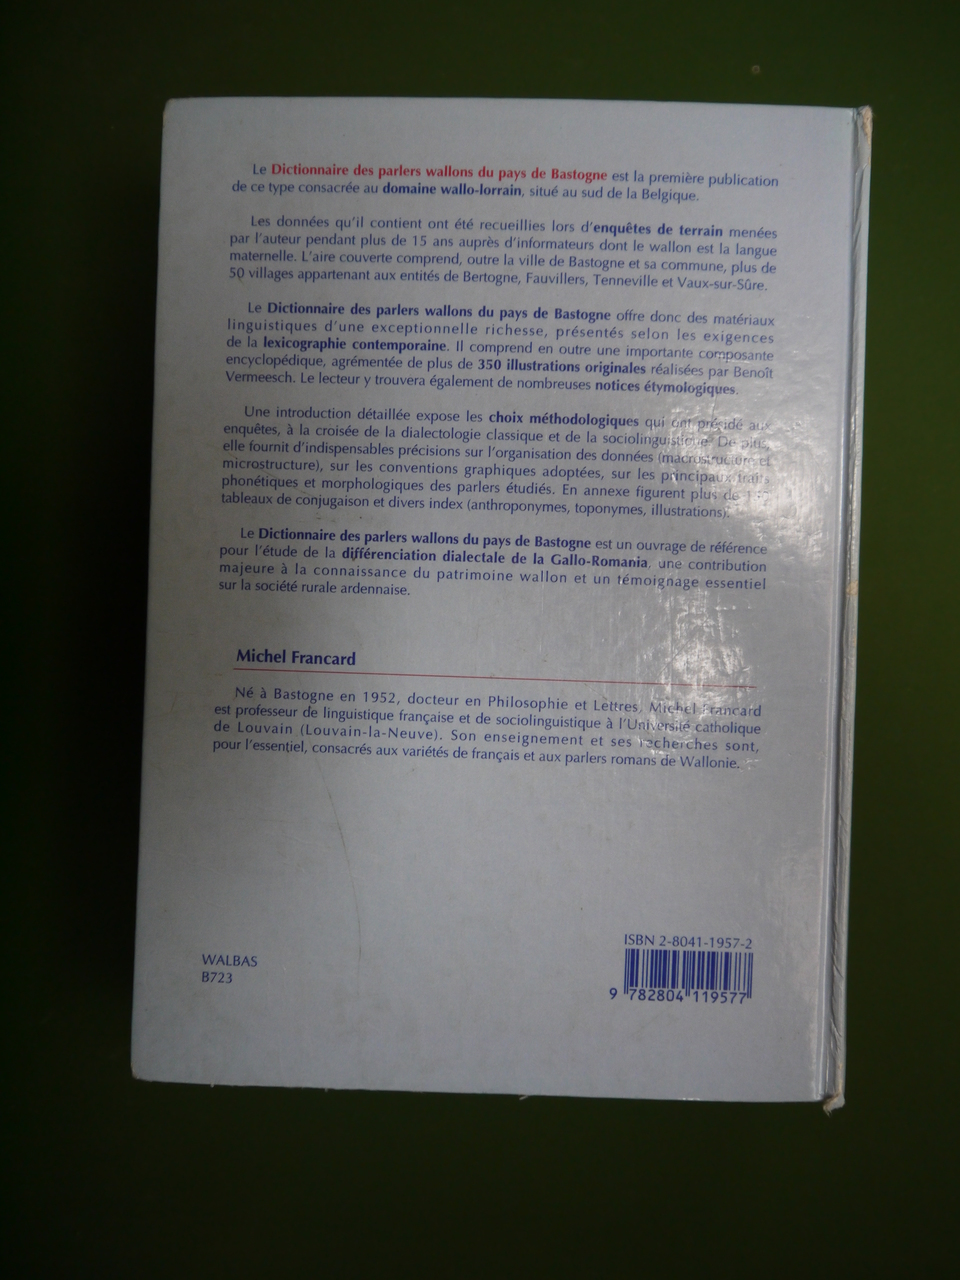 Le Dictionnaire des parlers wallons du pays de Bastogne est la première publication
de ce type consacrée au domaine wallo-lorrain, situé au sud de la Belgique.
Les données qu'il contient ont été recueillies lors d'enquêtes de terrain menées
par l'auteur pendant plus de 15 ans auprès d'informateurs dont le wallon est la langue
maternelle. L'aire couverte comprend, outre la ville de Bastogne et sa commune, plus de
50 villages appartenant aux entités de Bertogne, Fauvillers, Tenneville et Vaux-sur-Sûre.
Le Dictionnaire des parlers wallons du pays de Bastogne offre donc des matériaux
linguistiques d'une exceptionnelle richesse, présentés selon les exigences
de la lexicographie contemporaine. Il comprend en outre une importante composante
encyclopédique, agrémentée de plus de 350 illustrations originales réalisées par Benoît
Vermeesch. Le lecteur y trouvera également de nombreuses notices étymologiques.
Une introduction détaillée expose les choix méthodologiques qui ont présidé aux
enquêtes, à la croisée de la dialectologie classique et de la sociolinguistique. De plus,
elle fournit d'indispensables précisions sur l'organisation des données (macrostructure et
microstructure), sur les conventions graphiques adoptées, sur les principaux traits
phonétiques et morphologiques des parlers étudiés. En annexe figurent plus de
tableaux de conjugaison et divers index (anthroponymes, toponymes, illustrations).
Le Dictionnaire des parlers wallons du pays de Bastogne est un ouvrage de référence
pour l'étude de la différenciation dialectale de la Gallo-Romania, une contribution
majeure à la connaissance du patrimoine wallon et un témoignage essentiel
sur la société rurale ardennaise.
Michel Francard
Né à Bastogne en 1952, docteur en Philosophie et Lettres, Michel Francard
est professeur de linguistique française et de sociolinguistique à l'Université catholique
de Louvain (Louvain-la-Neuve). Son enseignement et ses recherches sont,
pour l'essentiel, consacrés aux variétés de français et aux parlers romans de Wallonie.
ISBN 2-8041-1957-2
WALBAS
B723
9 782804 119577